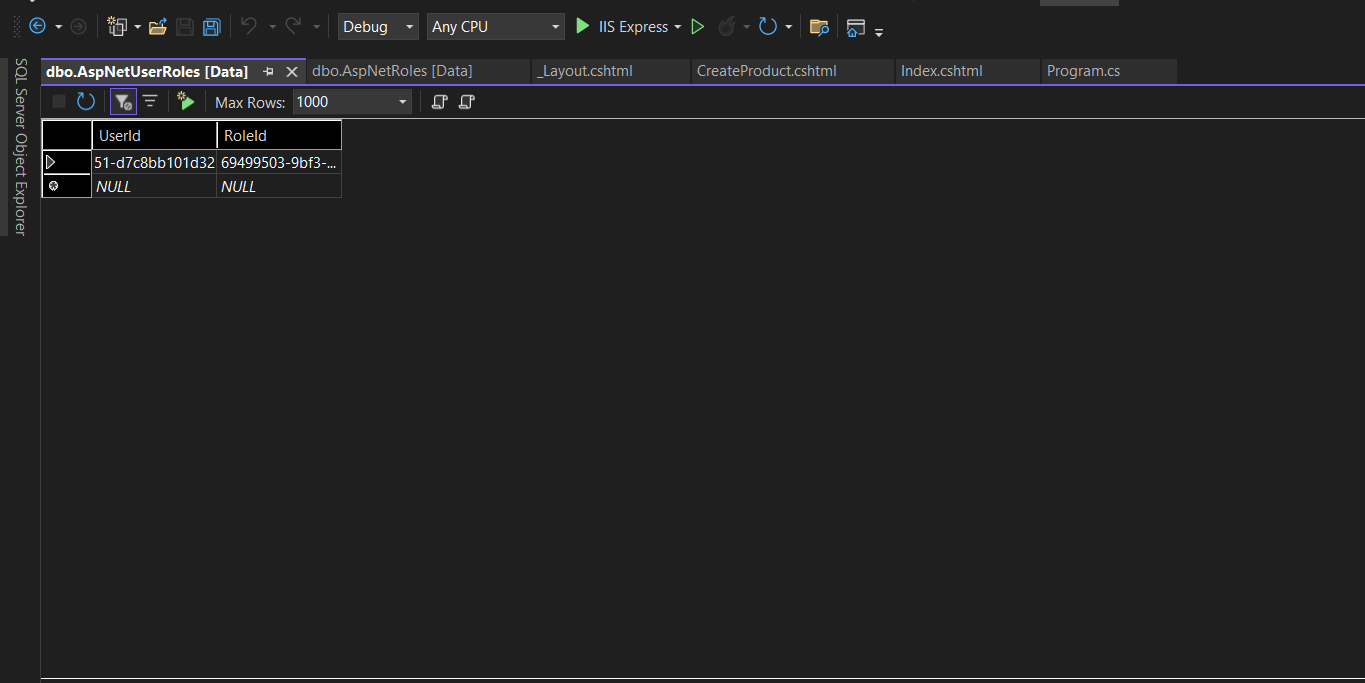 Debug Any CPU IIS Express
SQL Server Object Explorer
dbo.AspNetUserRoles [Data] dbo.AspNetRoles [Data] _Layout.cshtml CreateProduct.cshtml Index.cshtml Program.cs
Max Rows: 1000
UserId RoleId
51-d7c8bb101d32 69499503-9bf3-...
NULL NULL